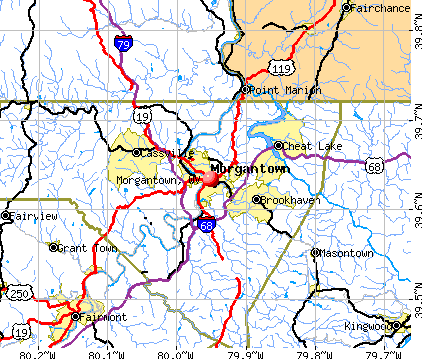 Fairchance
79
39.8°N
119
Point Marion
19
39.7°N
Cheat Lake
Cassville
68
Morgantown
Morgantown,
39.6°N
Brookhaven
Fairview
68
Grant Town
Masontown
250
39.5°N
Fairmont
19
Kingwood
80.2°W
80.1°W
80.0°W
79.9°W
79.8°W
79.7°W